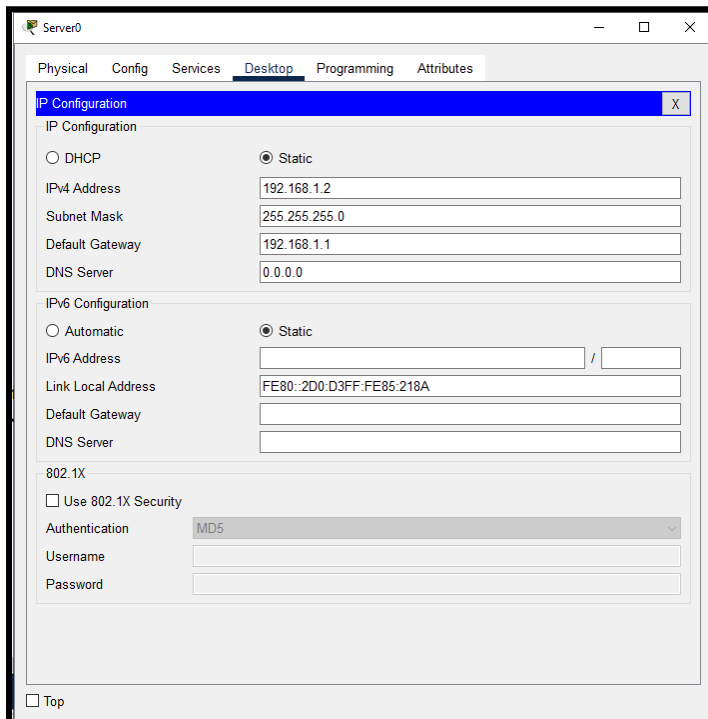 Server0
Physical Config Services Desktop Programming Attributes
IP Configuration X
IP Configuration
DHCP Static
IPv4 Address 192.168.1.2
Subnet Mask 255.255.255.0
Default Gateway 192.168.1.1
DNS Server 0.0.0.0
IPv6 Configuration
Automatic Static
IPv6 Address /
Link Local Address FE80::2D0:D3FF:FE85:218A
Default Gateway
DNS Server
802.1X
Use 802.1X Security
Authentication MD5
Username
Password
Top